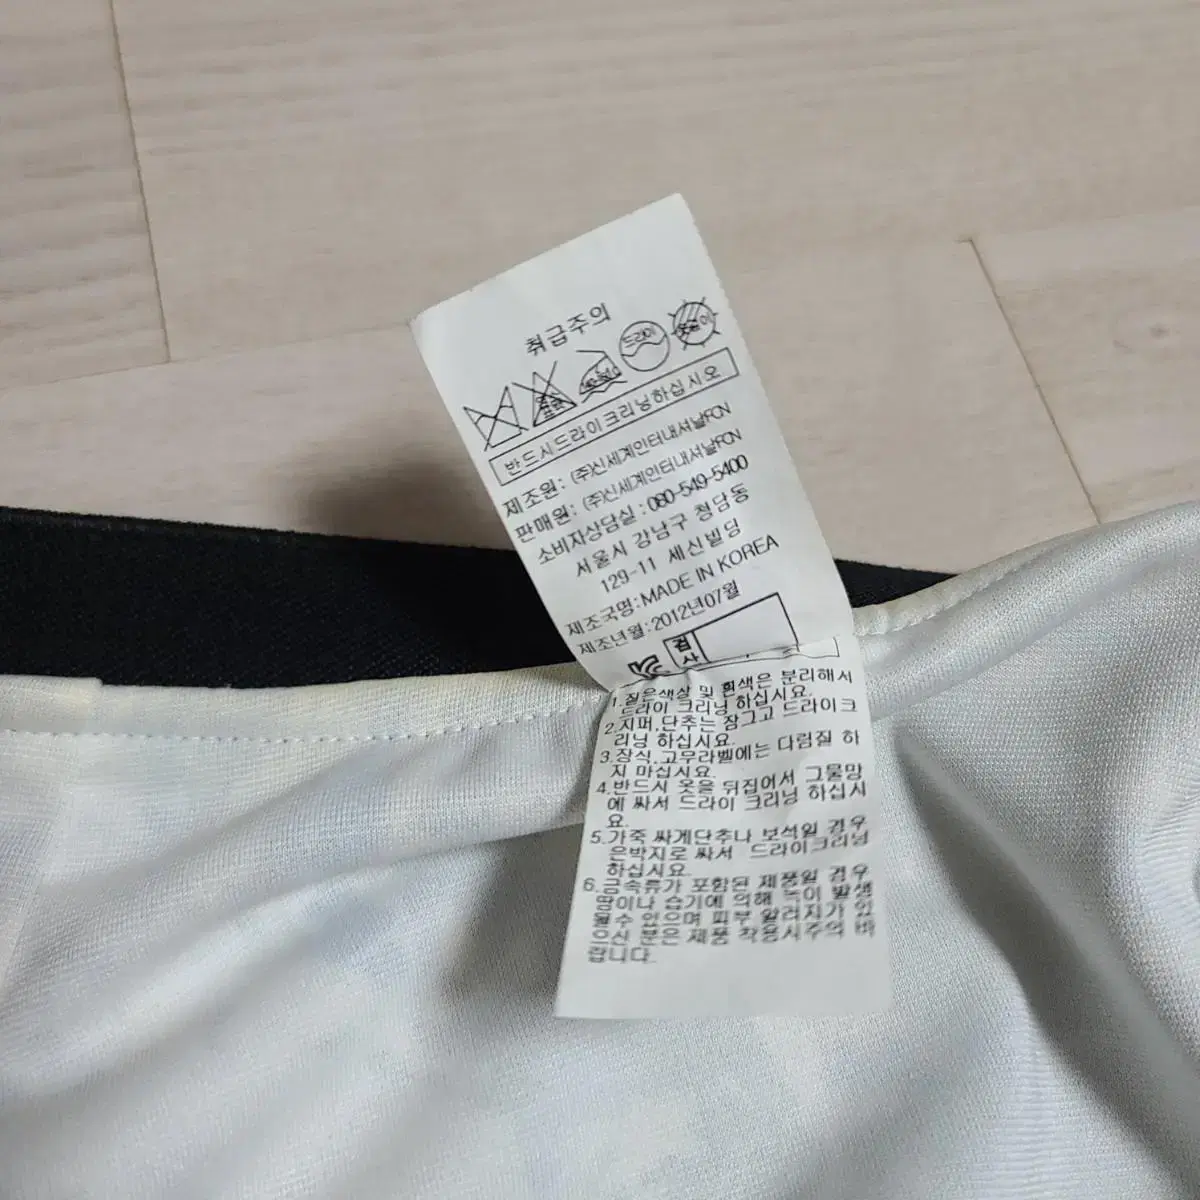 취급주의
드라이
반드시드라이크리닝하십시오
제조원: (주)신세계인터내셔날FCN
판매원: (주)신세계인터내셔날FCN
소비자상담실 : 080-549-5400
서울시 강남구 청담동
129-11 세신빌딩
제조국명:MADE IN KOREA
제조년월:2012년07월
검사
1.짙은색상 및 흰색은 분리해서
드라이 크리닝 하십시요.
2.지퍼,단추는 잠그고 드라이크
리닝 하십시요.
3.장식,고무라벨에는 다림질 하
지 마십시요.
4.반드시 옷을 뒤집어서 그물망
에 싸서 드라이 크리닝 하십시
요.
5.가죽 싸게단추나 보석일 경우
은박지로 싸서 드라이크리닝
하십시요.
6.금속류가 포함된 제품일 경우
땀이나 습기에 의해 녹이 발생
될수 있으며 피부 알러지가 있
으신 분은 제품 착용시주의 바
랍니다.